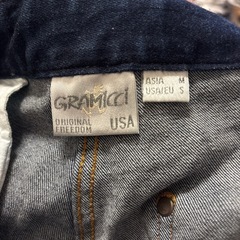 GRAMICCI
ORIGINAL
FREEDOM USA
ASIA M
USA/EU S